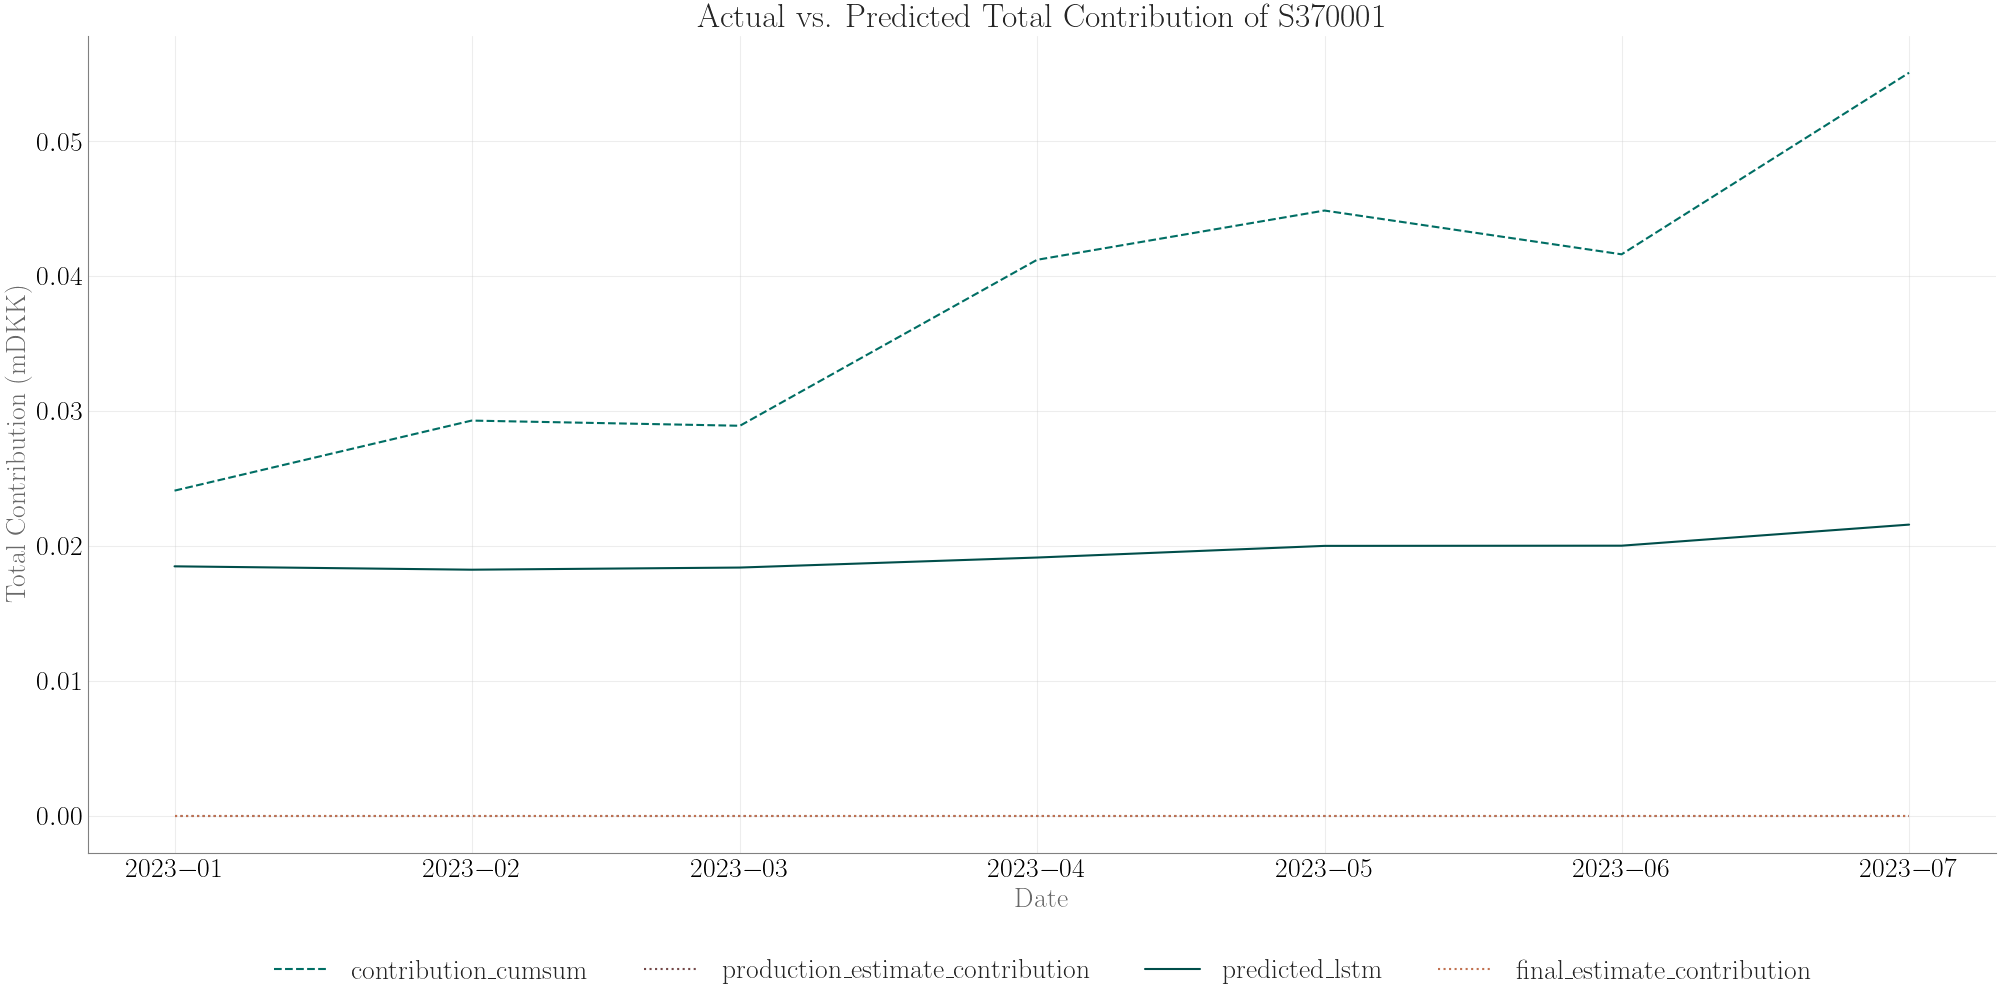 Actual vs. Predicted Total Contribution of S370001
Total Contribution (mDKK)
0.05
0.04
0.03
0.02
0.01
0.00
2023−01 2023−02 2023−03 2023−04 2023−05 2023−06 2023−07
Date
contribution_cumsum production_estimate_contribution predicted_lstm final_estimate_contribution